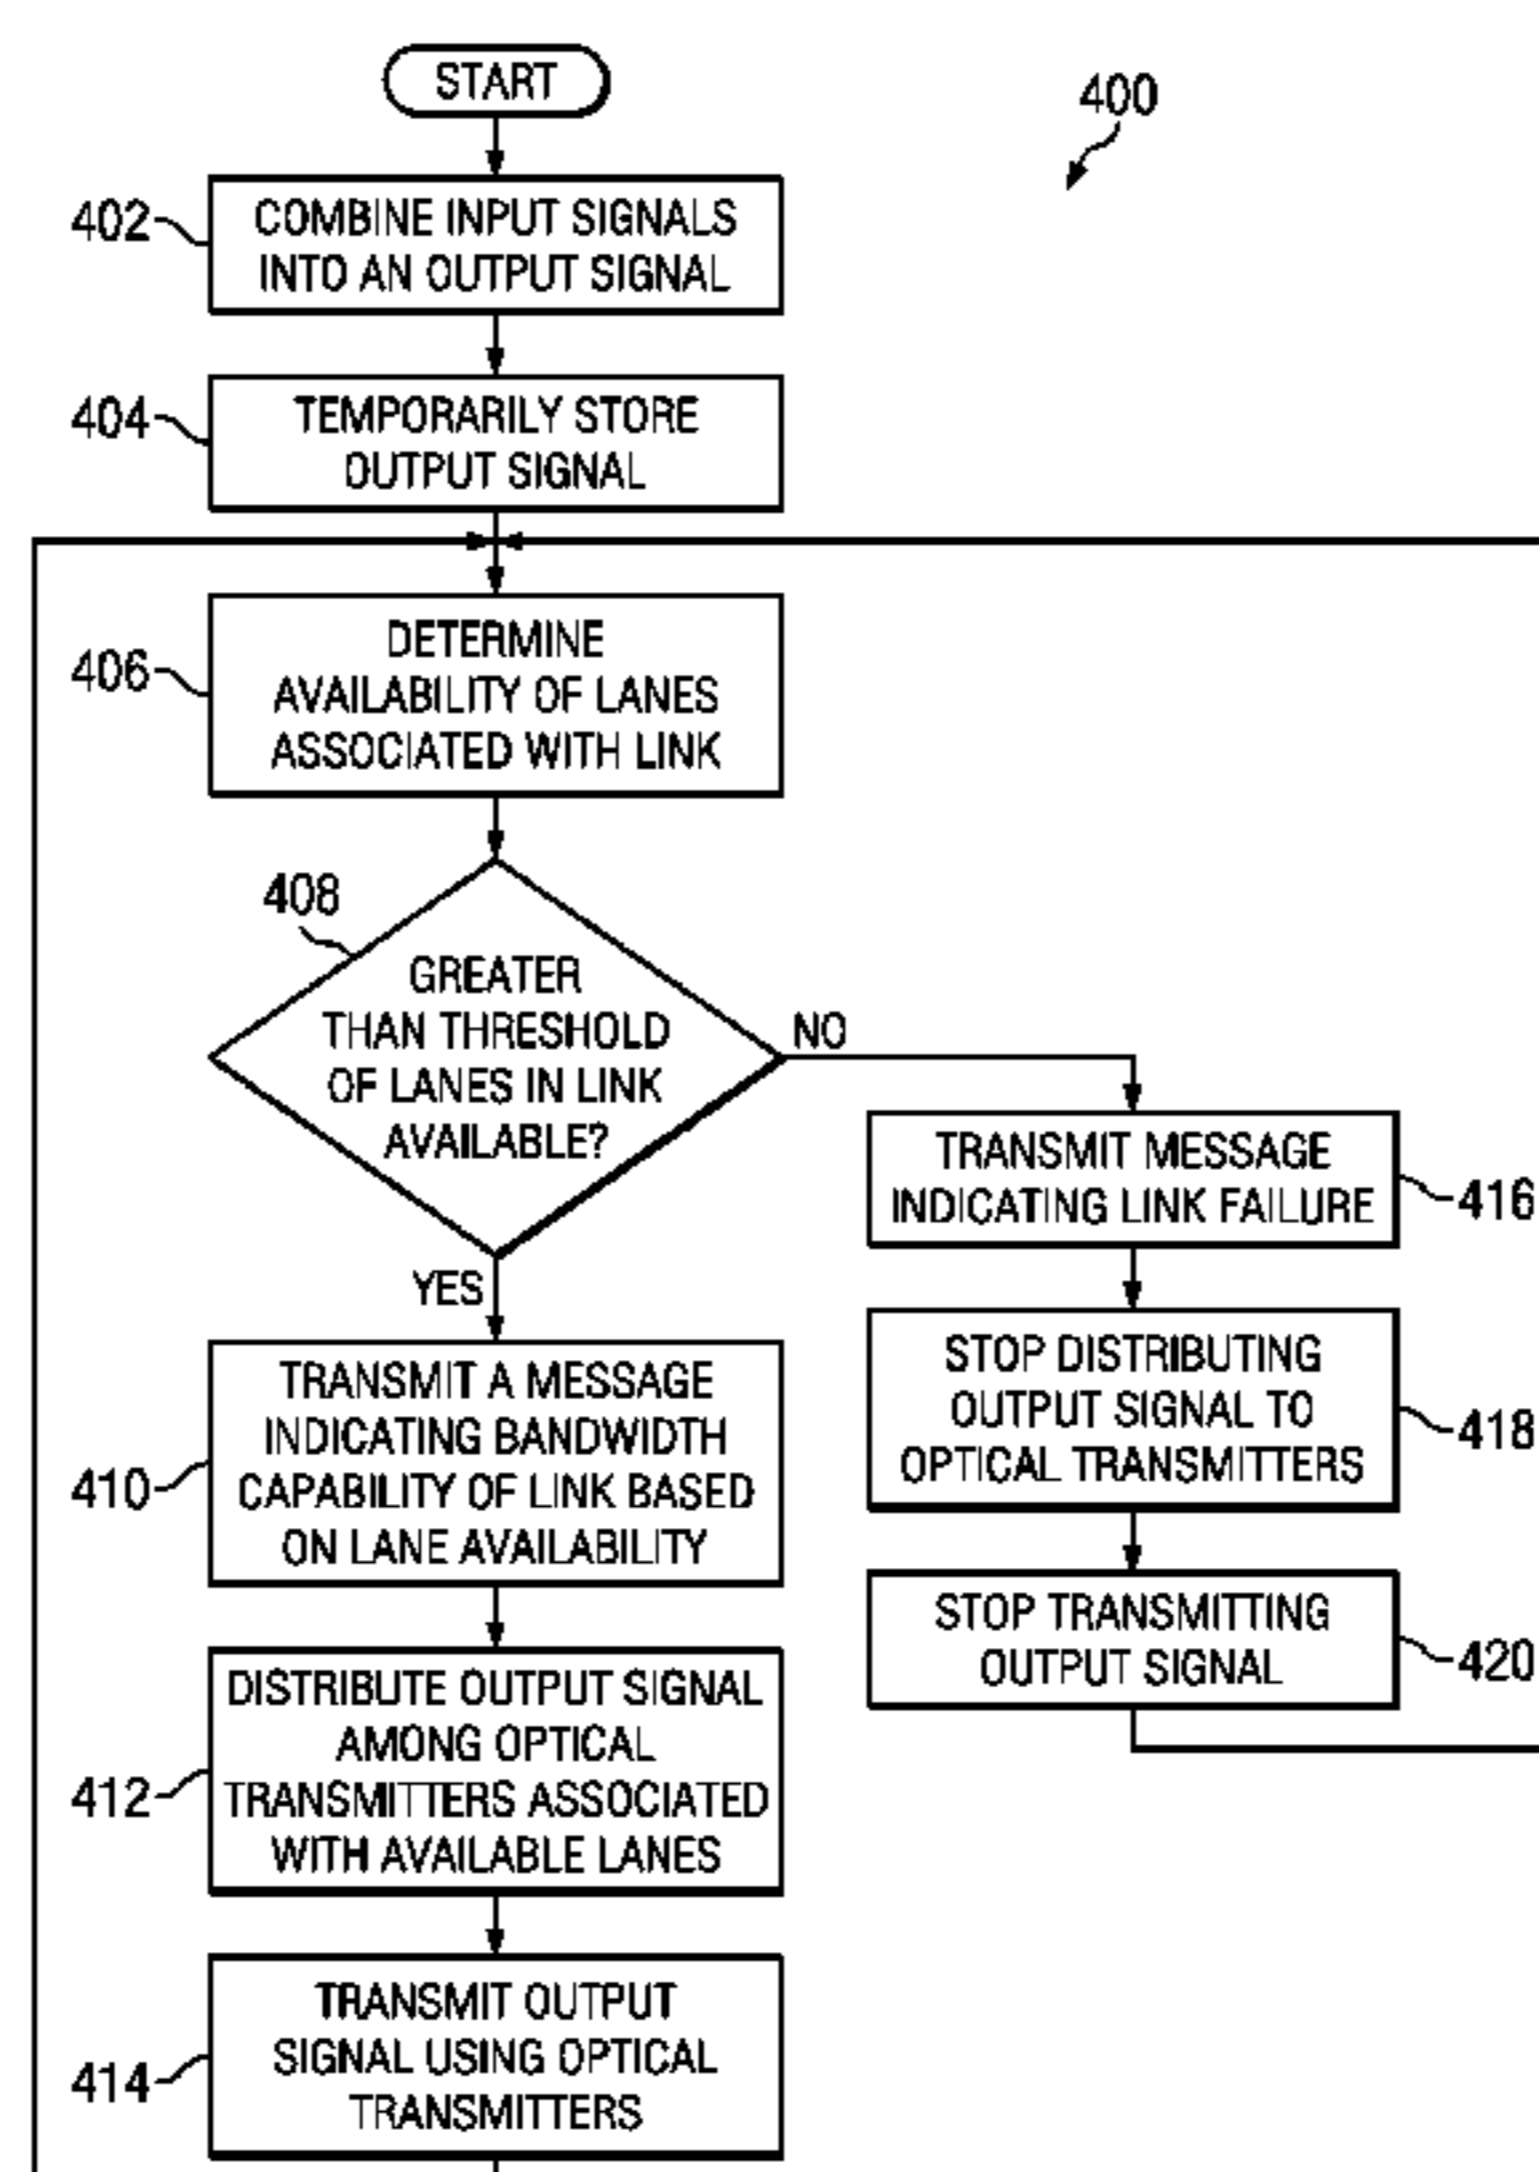 START
400
402
COMBINE INPUT SIGNALS
INTO AN OUTPUT SIGNAL
404
TEMPORARILY STORE
OUTPUT SIGNAL
406
DETERMINE
AVAILABILITY OF LANES
ASSOCIATED WITH LINK
408
GREATER
THAN THRESHOLD
OF LANES IN LINK
AVAILABLE?
NO
YES
TRANSMIT MESSAGE
INDICATING LINK FAILURE
416
STOP DISTRIBUTING
OUTPUT SIGNAL TO
OPTICAL TRANSMITTERS
418
STOP TRANSMITTING
OUTPUT SIGNAL
420
410
TRANSMIT A MESSAGE
INDICATING BANDWIDTH
CAPABILITY OF LINK BASED
ON LANE AVAILABILITY
412
DISTRIBUTE OUTPUT SIGNAL
AMONG OPTICAL
TRANSMITTERS ASSOCIATED
WITH AVAILABLE LANES
414
TRANSMIT OUTPUT
SIGNAL USING OPTICAL
TRANSMITTERS